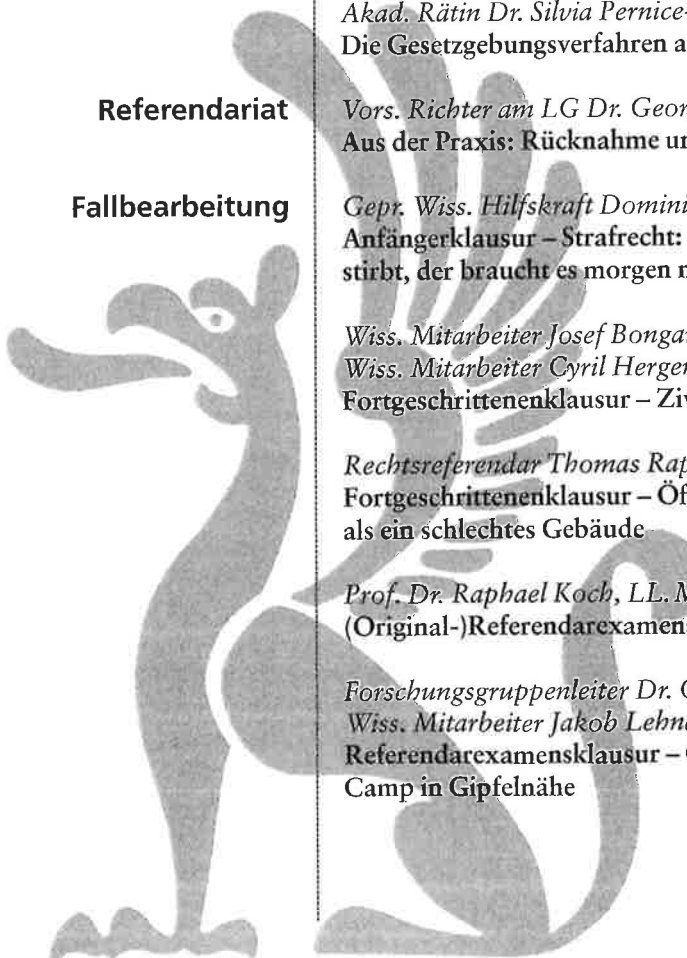 Akad. Rätin Dr. Silvia Pernice-
Die Gesetzgebungsverfahren a
Referendariat
Vors. Richter am LG Dr. Geor
Aus der Praxis: Rücknahme un
Fallbearbeitung
Gepr. Wiss. Hilfskraft Domini
Anfängerklausur – Strafrecht:
stirbt, der braucht es morgen n
Wiss. Mitarbeiter Josef Bonga
Wiss. Mitarbeiter Cyril Herger
Fortgeschrittenenklausur – Ziv
Rechtsreferendar Thomas Rap
Fortgeschrittenenklausur – Öf
als ein schlechtes Gebäude
Prof. Dr. Raphael Koch, LL. M
(Original-)Referendarexamens
Forschungsgruppenleiter Dr. C
Wiss. Mitarbeiter Jakob Lehn
Referendarexamensklausur –
Camp in Gipfelnähe